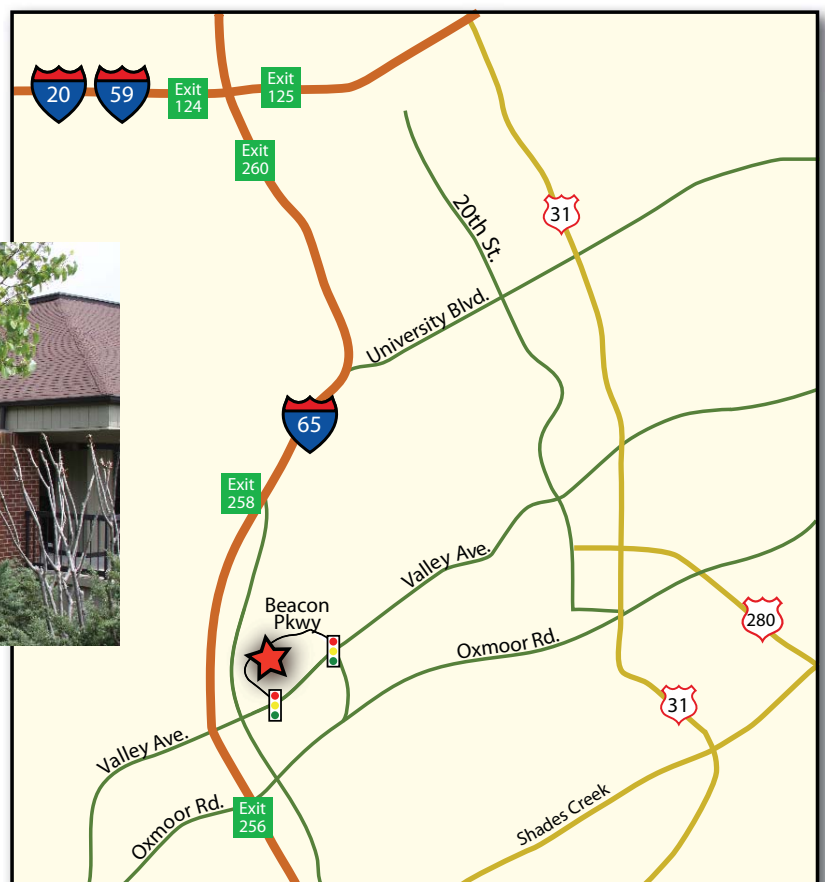 20
59
Exit
124
Exit
125
Exit
260
20th St.
31
University Blvd.
65
Exit
258
Valley Ave.
Beacon
Pkwy
280
Oxmoor Rd.
31
Valley Ave.
Oxmoor Rd.
Exit
256
Shades Creek